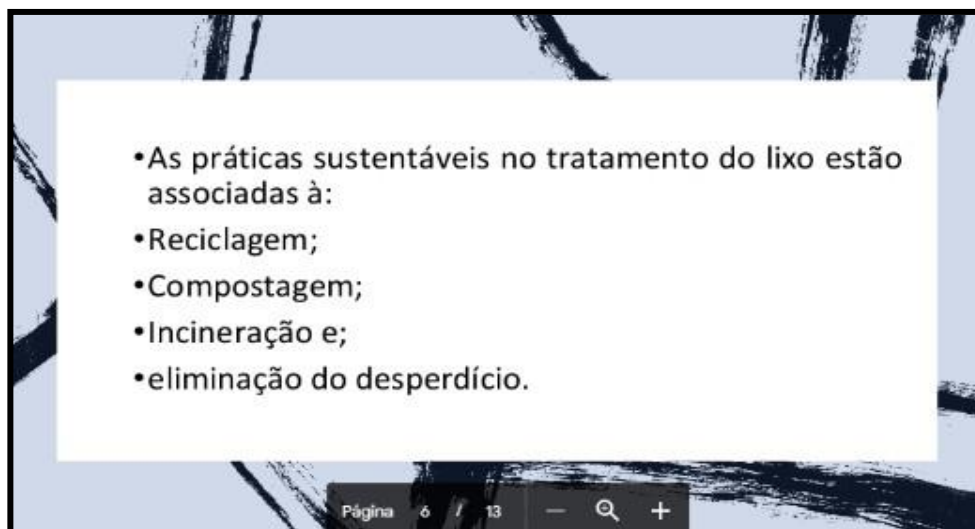 •As práticas sustentáveis no tratamento do lixo estão
associadas à:
•Reciclagem;
•Compostagem;
•Incineração e;
•eliminação do desperdício.
Página 6 / 13 — +